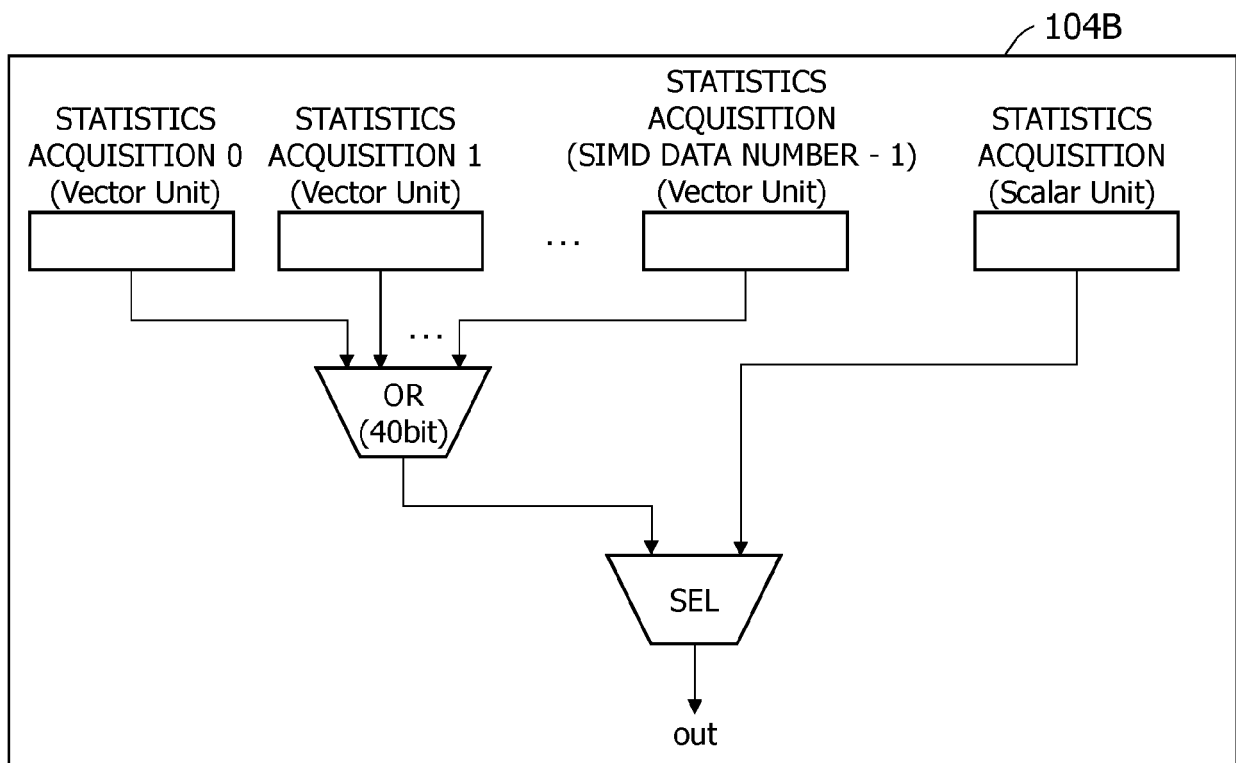 104B
STATISTICS
ACQUISITION 0
(Vector Unit)
STATISTICS
ACQUISITION 1
(Vector Unit)
...
STATISTICS
ACQUISITION
(SIMD DATA NUMBER - 1)
(Vector Unit)
STATISTICS
ACQUISITION
(Scalar Unit)
...
OR
(40bit)
SEL
out